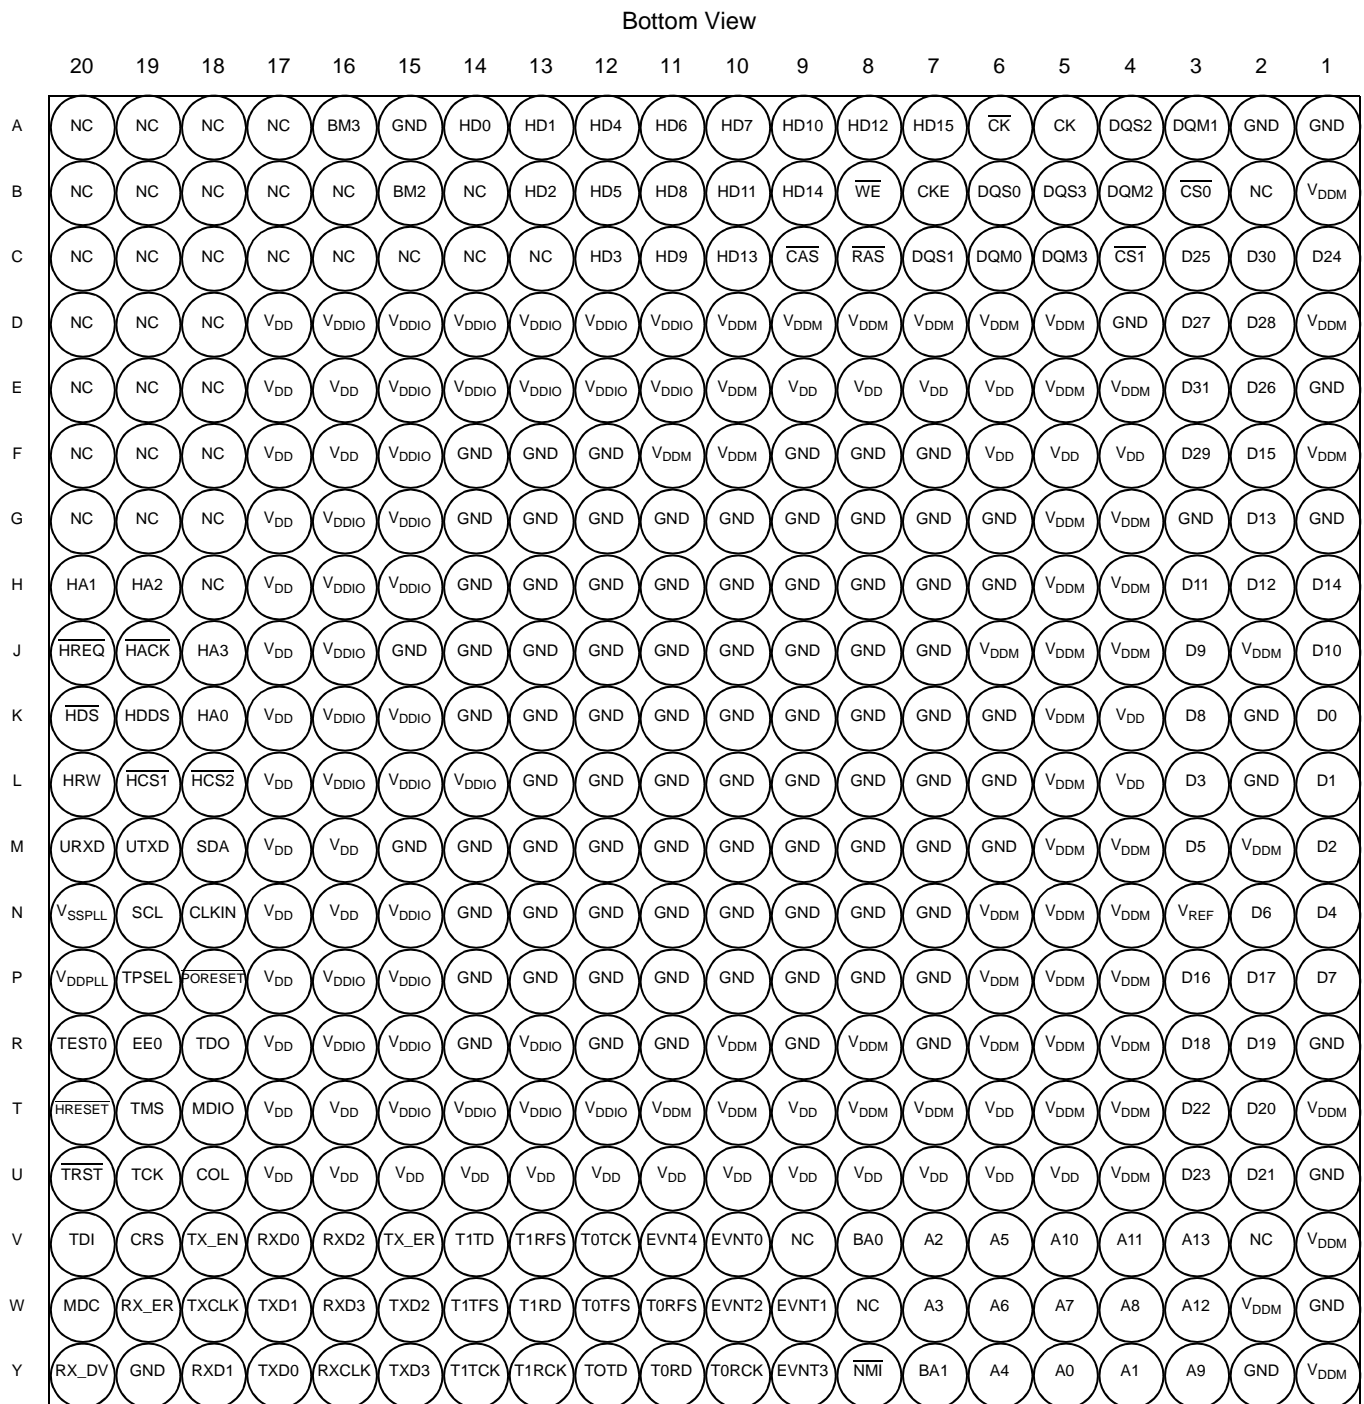 Bottom View
20 19 18 17 16 15 14 13 12 11 10 9 8 7 6 5 4 3 2 1
A NC NC NC NC BM3 GND HD0 HD1 HD4 HD6 HD7 HD10 HD12 HD15 C̅K̅ CK DQS2 DQM1 GND GND
B NC NC NC NC NC BM2 NC HD2 HD5 HD8 HD11 HD14 W̅E̅ CKE DQS0 DQS3 DQM2 C̅S̅0̅ NC VDDM
C NC NC NC NC NC NC NC NC HD3 HD9 HD13 C̅A̅S̅ R̅A̅S̅ DQS1 DQM0 DQM3 C̅S̅1̅ D25 D30 D24
D NC NC NC VDD VDDIO VDDIO VDDIO VDDIO VDDIO VDDIO VDDM VDDM VDDM VDDM VDDM VDDM GND D27 D28 VDDM
E NC NC NC VDD VDD VDDIO VDDIO VDDIO VDDIO VDDIO VDDM VDD VDD VDD VDD VDDM VDDM D31 D26 GND
F NC NC NC VDD VDD VDDIO GND GND GND VDDM VDDM GND GND GND VDD VDD VDD D29 D15 VDDM
G NC NC NC VDD VDDIO VDDIO GND GND GND GND GND GND GND GND GND VDDM VDDM GND D13 GND
H HA1 HA2 NC VDD VDDIO VDDIO GND GND GND GND GND GND GND GND GND VDDM VDDM D11 D12 D14
J H̅R̅E̅Q̅ H̅A̅C̅K̅ HA3 VDD VDDIO GND GND GND GND GND GND GND GND GND VDDM VDDM VDDM D9 VDDM D10
K H̅D̅S̅ HDDS HA0 VDD VDDIO VDDIO GND GND GND GND GND GND GND GND GND VDDM VDD D8 GND D0
L HRW H̅C̅S̅1̅ H̅C̅S̅2̅ VDD VDDIO VDDIO VDDIO GND GND GND GND GND GND GND GND VDDM VDD D3 GND D1
M URXD UTXD SDA VDD VDD GND GND GND GND GND GND GND GND GND GND VDDM VDDM D5 VDDM D2
N VSSPLL SCL CLKIN VDD VDD VDDIO GND GND GND GND GND GND GND GND VDDM VDDM VDDM VREF D6 D4
P VDDPLL TPSEL P̅O̅R̅E̅S̅E̅T̅ VDD VDDIO VDDIO GND GND GND GND GND GND GND GND VDDM VDDM VDDM D16 D17 D7
R TEST0 EE0 TDO VDD VDDIO VDDIO GND VDDIO GND GND VDDM GND VDDM GND VDDM VDDM VDDM D18 D19 GND
T H̅R̅E̅S̅E̅T̅ TMS MDIO VDD VDD VDDIO VDDIO VDDIO VDDIO VDDM VDDM VDD VDDM VDDM VDD VDDM VDDM D22 D20 VDDM
U T̅R̅S̅T̅ TCK COL VDD VDD VDD VDD VDD VDD VDD VDD VDD VDD VDD VDD VDD VDDM D23 D21 GND
V TDI CRS TX_EN RXD0 RXD2 TX_ER T1TD T1RFS T0TCK EVNT4 EVNT0 NC BA0 A2 A5 A10 A11 A13 NC VDDM
W MDC RX_ER TXCLK TXD1 RXD3 TXD2 T1TFS T1RD T0TFS T0RFS EVNT2 EVNT1 NC A3 A6 A7 A8 A12 VDDM GND
Y RX_DV GND RXD1 TXD0 RXCLK TXD3 T1TCK T1RCK TOTD T0RD T0RCK EVNT3 N̅M̅I̅ BA1 A4 A0 A1 A9 GND VDDM